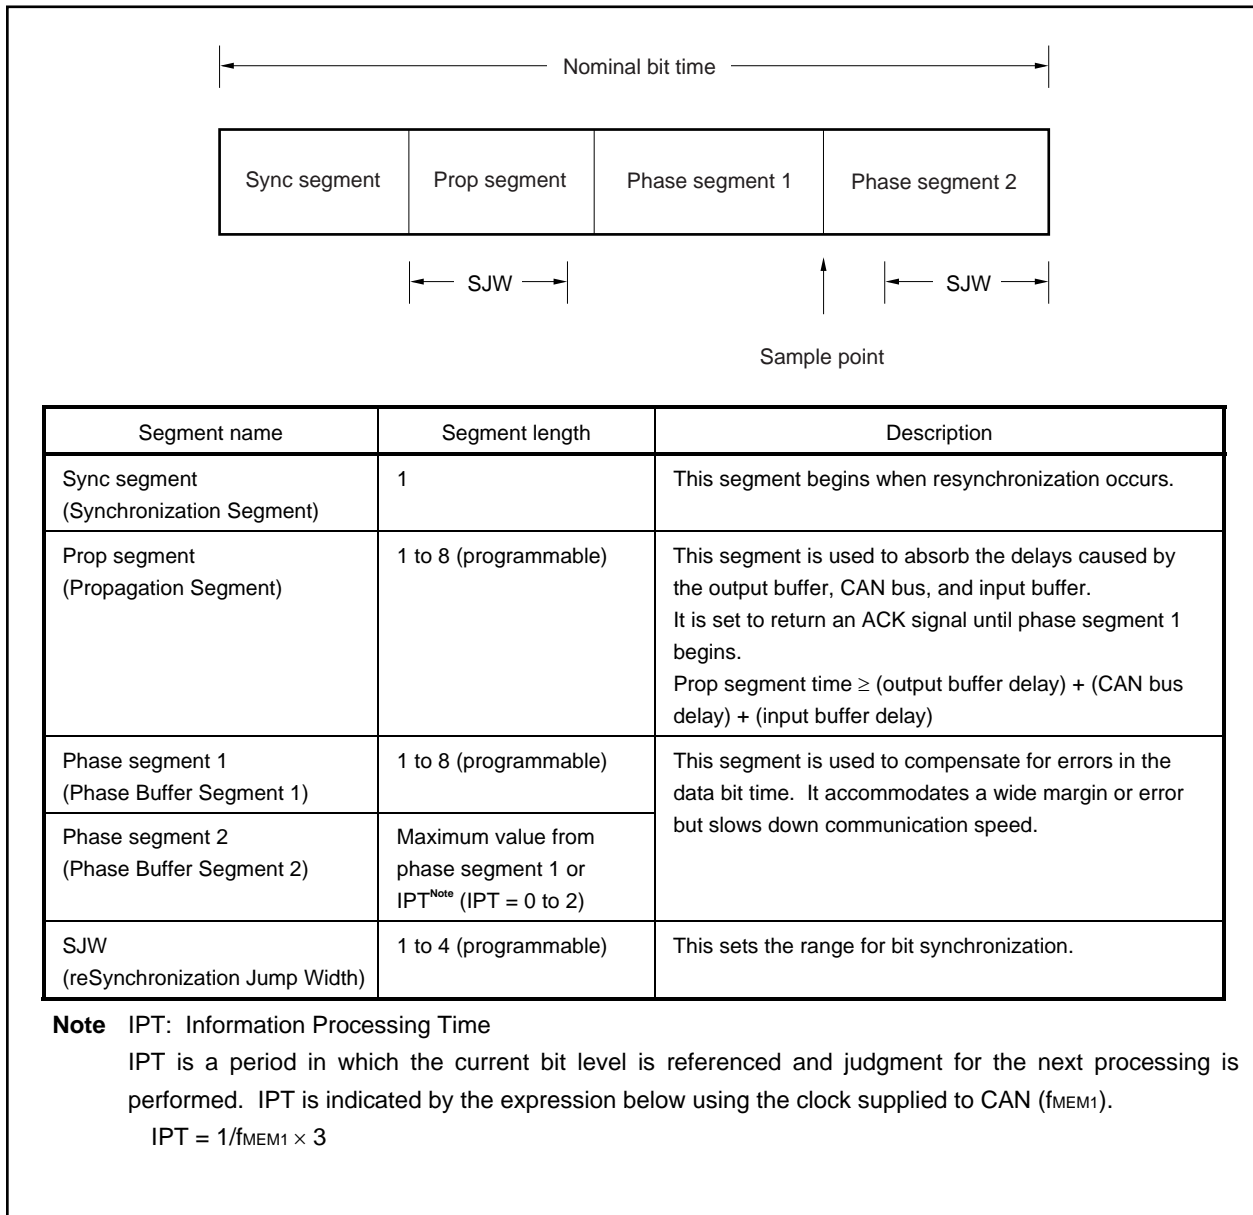 Nominal bit time
Sync segment Prop segment Phase segment 1 Phase segment 2
SJW SJW
Sample point
Segment name Segment length Description
Sync segment
(Synchronization Segment)
1
This segment begins when resynchronization occurs.
Prop segment
(Propagation Segment)
1 to 8 (programmable)
This segment is used to absorb the delays caused by
the output buffer, CAN bus, and input buffer.
It is set to return an ACK signal until phase segment 1
begins.
Prop segment time ≥ (output buffer delay) + (CAN bus
delay) + (input buffer delay)
Phase segment 1
(Phase Buffer Segment 1)
1 to 8 (programmable)
This segment is used to compensate for errors in the
data bit time. It accommodates a wide margin or error
but slows down communication speed.
Phase segment 2
(Phase Buffer Segment 2)
Maximum value from
phase segment 1 or
IPTNote (IPT = 0 to 2)
SJW
(reSynchronization Jump Width)
1 to 4 (programmable)
This sets the range for bit synchronization.
Note IPT: Information Processing Time
IPT is a period in which the current bit level is referenced and judgment for the next processing is
performed. IPT is indicated by the expression below using the clock supplied to CAN (fMEM1).
IPT = 1/fMEM1 × 3